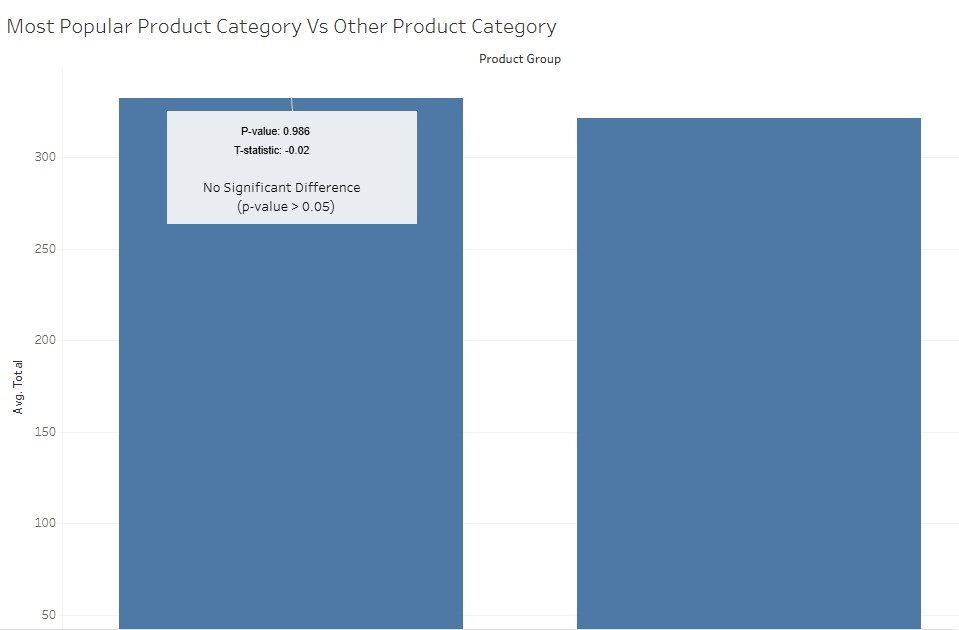 Most Popular Product Category Vs Other Product Category
Product Group
P-value: 0.986
T-statistic: -0.02
No Significant Difference
(p-value > 0.05)
300
250
200
150
100
50
Avg. Total